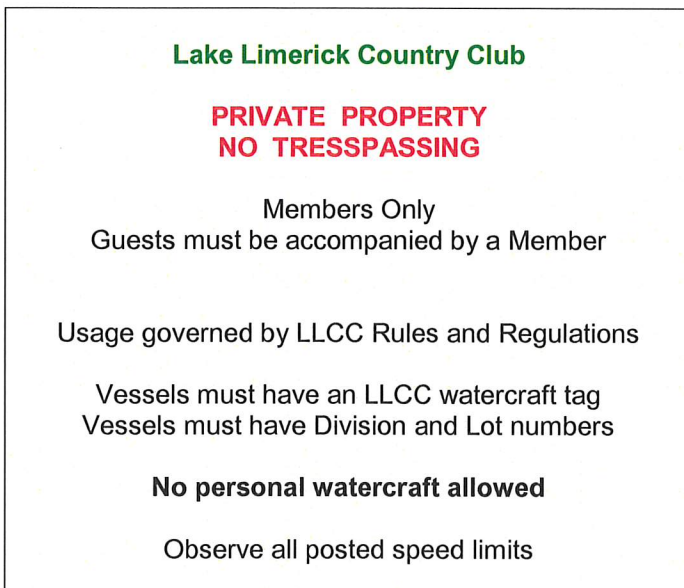 Lake Limerick Country Club
PRIVATE PROPERTY
NO TRESSPASSING
Members Only
Guests must be accompanied by a Member
Usage governed by LLCC Rules and Regulations
Vessels must have an LLCC watercraft tag
Vessels must have Division and Lot numbers
No personal watercraft allowed
Observe all posted speed limits